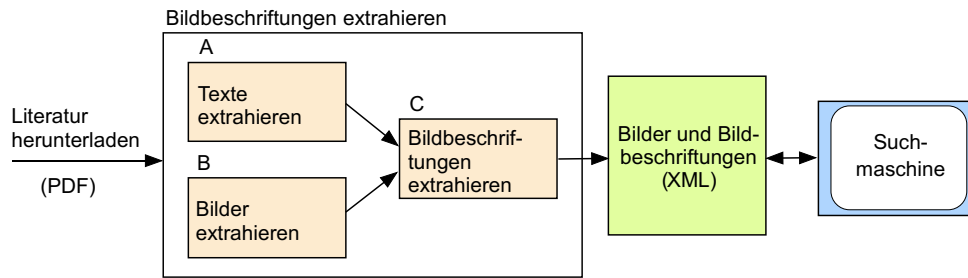 Bildbeschriftungen extrahieren
Literatur
herunterladen
(PDF)
A
Texte
extrahieren
B
Bilder
extrahieren
C
Bildbeschrif-
tungen
extrahieren
Bilder und Bild-
beschriftungen
(XML)
Such-
maschine